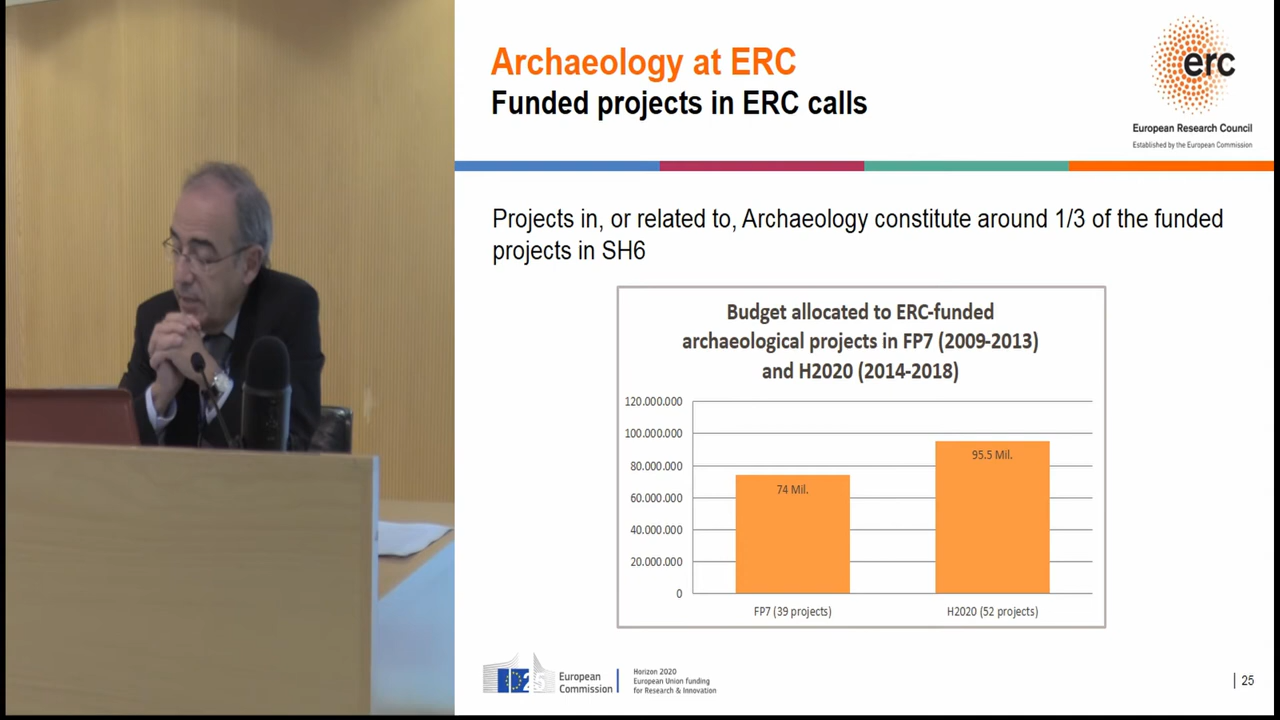 Archaeology at ERC
Funded projects in ERC calls
erc
European Research Council
Established by the European Commission
Projects in, or related to, Archaeology constitute around 1/3 of the funded
projects in SH6
Budget allocated to ERC-funded
archaeological projects in FP7 (2009-2013)
and H2020 (2014-2018)
120.000.000
100.000.000
80.000.000
60.000.000
40.000.000
20.000.000
0
74 Mil.
95.5 Mil.
FP7 (39 projects)
H2020 (52 projects)
European
Commission
Horizon 2020
European Union funding
for Research & Innovation
| 25